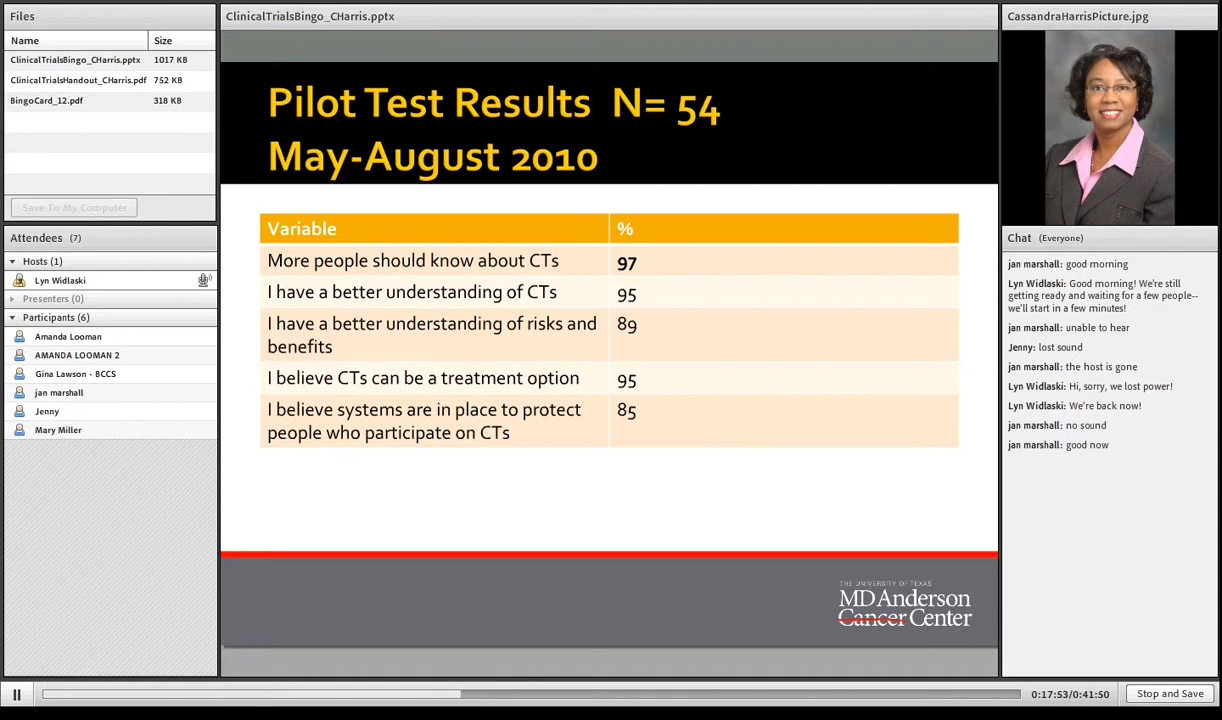 Files
Name Size
ClinicalTrialsBingo_CHarris.pptx 1017 KB
ClinicalTrialsHandout_CHarris.pdf 752 KB
BingoCard_12.pdf 318 KB
Save To My Computer
Attendees (7)
Hosts (1)
Lyn Widlaski
Presenters (0)
Participants (6)
Amanda Looman
AMANDA LOOMAN 2
Gina Lawson - BCCS
jan marshall
Jenny
Mary Miller
ClinicalTrialsBingo_CHarris.pptx
Pilot Test Results N= 54
May-August 2010
Variable %
More people should know about CTs 97
I have a better understanding of CTs 95
I have a better understanding of risks and 89
benefits
I believe CTs can be a treatment option 95
I believe systems are in place to protect 85
people who participate on CTs
THE UNIVERSITY OF TEXAS
MD Anderson
Cancer Center
CassandraHarrisPicture.jpg
Chat (Everyone)
jan marshall: good morning
Lyn Widlaski: Good morning! We're still
getting ready and waiting for a few people--
we'll start in a few minutes!
jan marshall: unable to hear
Jenny: lost sound
jan marshall: the host is gone
Lyn Widlaski: Hi, sorry, we lost power!
Lyn Widlaski: We're back now!
jan marshall: no sound
jan marshall: good now
0:17:53/0:41:50
Stop and Save